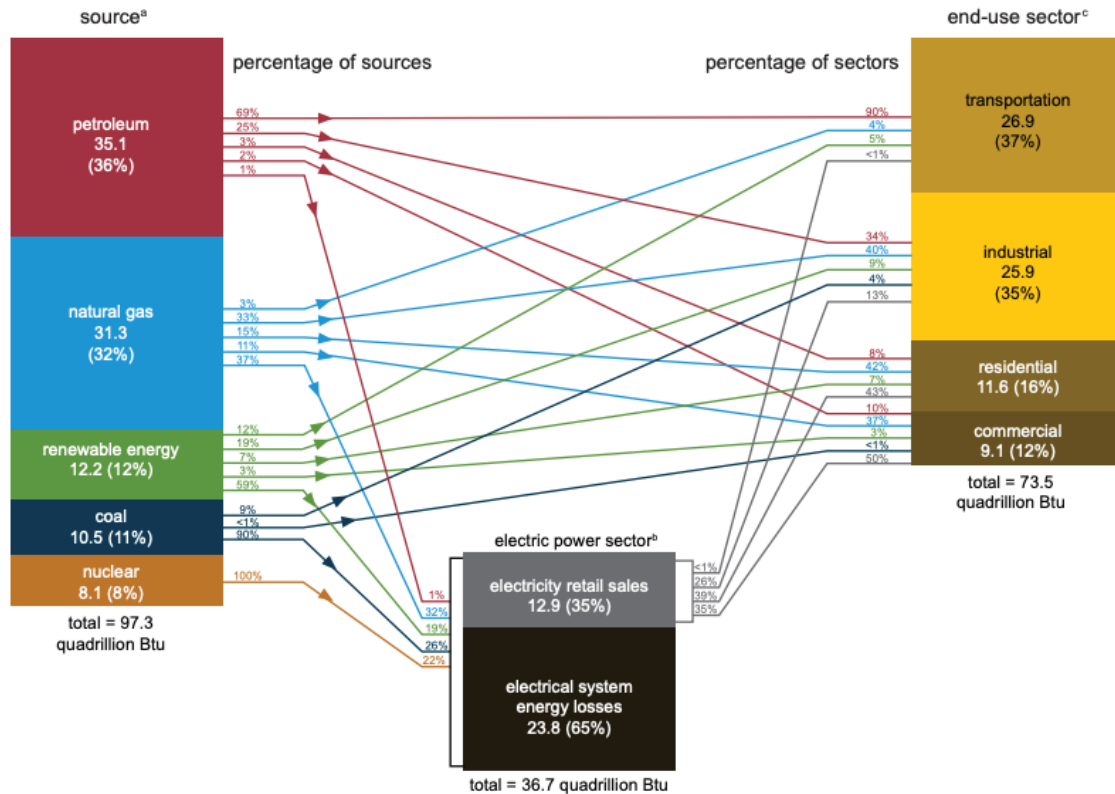 sourceᵃ
end-use sectorᶜ
percentage of sources
percentage of sectors
petroleum
35.1
(36%)
69%
25%
3%
2%
1%
natural gas
31.3
(32%)
3%
33%
15%
11%
37%
renewable energy
12.2 (12%)
12%
19%
7%
3%
59%
coal
10.5 (11%)
9%
<1%
90%
nuclear
8.1 (8%)
100%
total = 97.3
quadrillion Btu
electric power sectorᵇ
1%
32%
19%
26%
22%
electricity retail sales
12.9 (35%)
electrical system
energy losses
23.8 (65%)
<1%
26%
39%
35%
total = 36.7 quadrillion Btu
90%
4%
5%
<1%
transportation
26.9
(37%)
34%
40%
9%
4%
13%
industrial
25.9
(35%)
8%
42%
7%
43%
residential
11.6 (16%)
10%
37%
3%
<1%
50%
commercial
9.1 (12%)
total = 73.5
quadrillion Btu